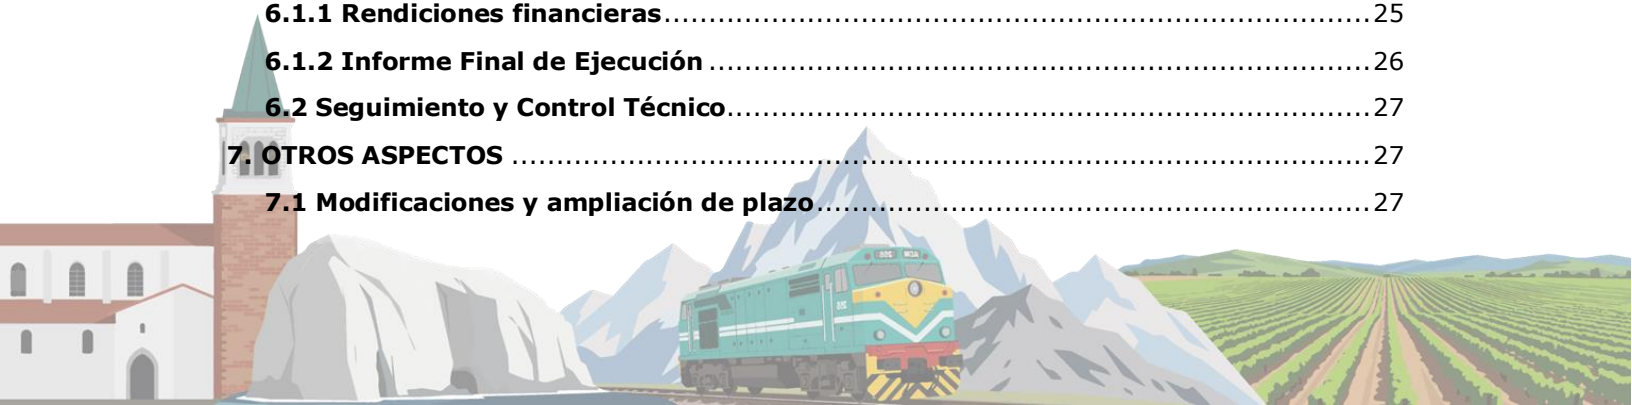 6.1.1 Rendiciones financieras........................................................................25
6.1.2 Informe Final de Ejecución....................................................................26
6.2 Seguimiento y Control Técnico..................................................................27
7. OTROS ASPECTOS..........................................................................................27
7.1 Modificaciones y ampliación de plazo........................................................27